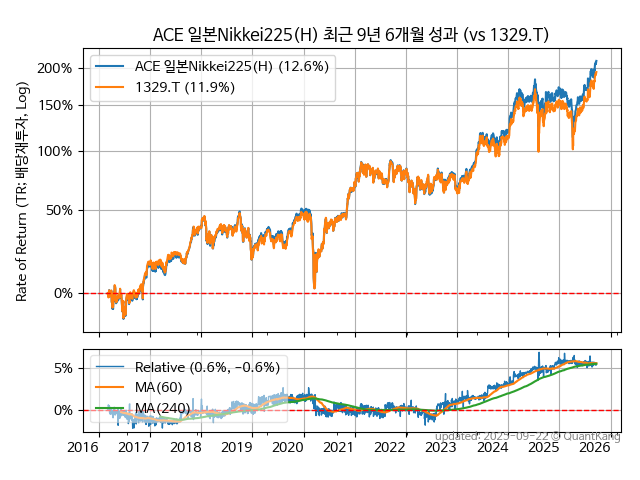 ACE 일본Nikkei225(H) 최근 9년 6개월 성과 (vs 1329.T)
ACE 일본Nikkei225(H) (12.6%)
1329.T (11.9%)
Rate of Return (TR: 배당재투자, Log)
200%
150%
100%
50%
0%
Relative (0.6%, −0.6%)
MA(60)
MA(240)
5%
0%
2016 2017 2018 2019 2020 2021 2022 2023 2024 2025 2026
updated: 2025-09-22 © QuantKang